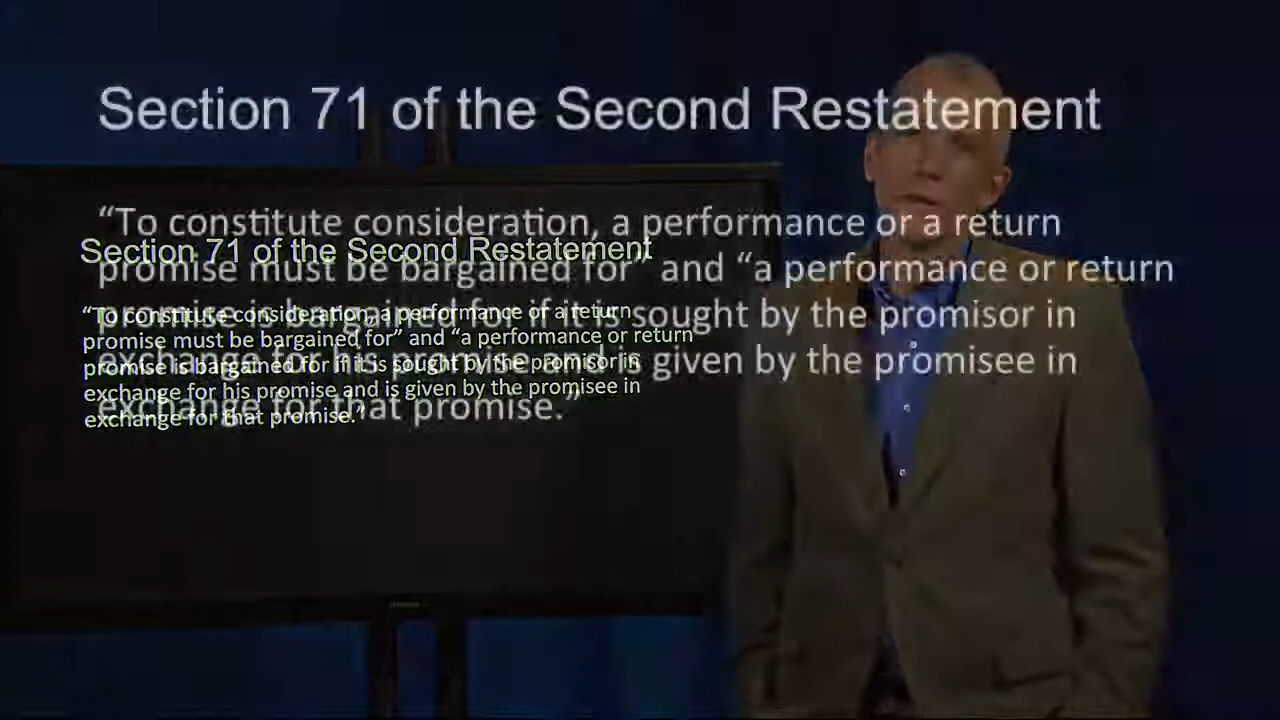 Section 71 of the Second Restatement
“To constitute consideration, a performance or a return
promise must be bargained for” and “a performance or return
promise is bargained for if it is sought by the promisor in
exchange for his promise and is given by the promisee in
exchange for that promise.”
Section 71 of the Second Restatement
“To constitute consideration, a performance or a return
promise must be bargained for” and “a performance or return
promise is bargained for if it is sought by the promisor in
exchange for his promise and is given by the promisee in
exchange for that promise.”